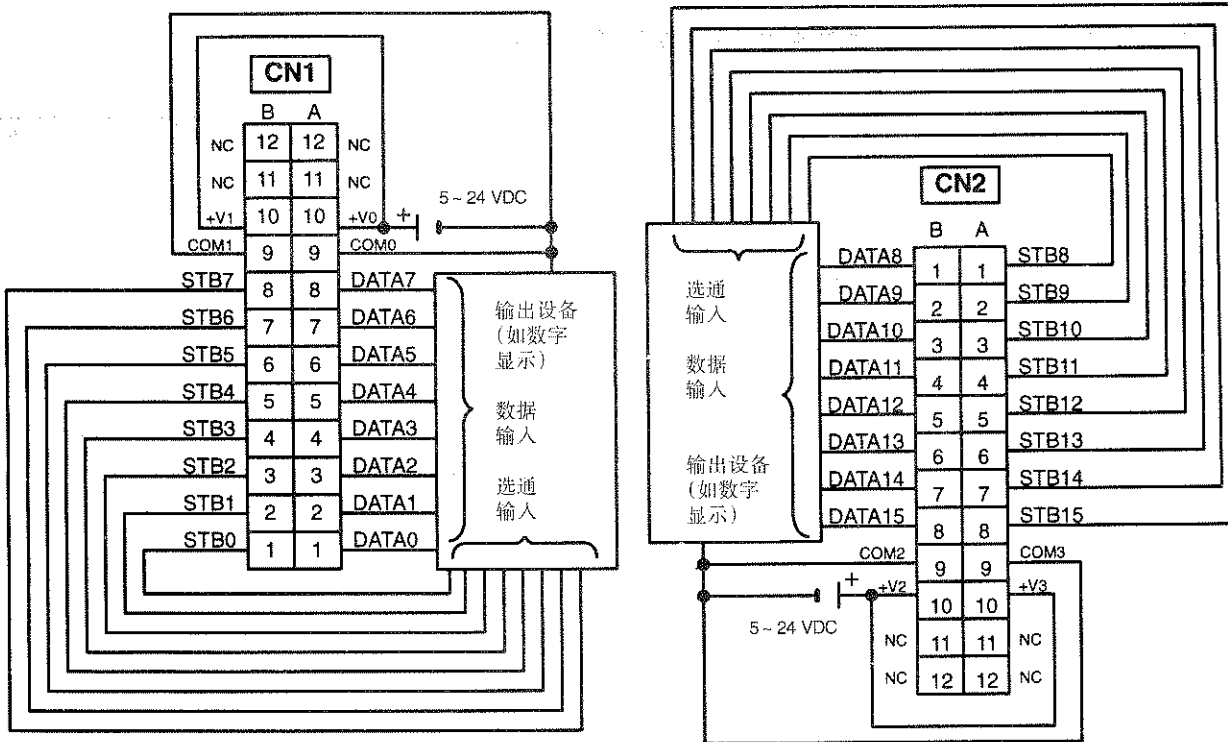 CN1
B A
NC 12 12 NC
NC 11 11 NC
+V1 10 10 +V0 + 5~24 VDC
COM1 9 9 COM0
STB7 8 8 DATA7
STB6 7 7 DATA6
STB5 6 6 DATA5
STB4 5 5 DATA4
STB3 4 4 DATA3
STB2 3 3 DATA2
STB1 2 2 DATA1
STB0 1 1 DATA0
输出设备
(如数字
显示)
数据
输入
选通
输入
CN2
B A
DATA8 1 1 STB8
DATA9 2 2 STB9
DATA10 3 3 STB10
DATA11 4 4 STB11
DATA12 5 5 STB12
DATA13 6 6 STB13
DATA14 7 7 STB14
DATA15 8 8 STB15
COM2 9 9 COM3
+ +V2 10 10 +V3
5~24 VDC
NC 11 11 NC
NC 12 12 NC
选通
输入
数据
输入
输出设备
(如数字
显示)